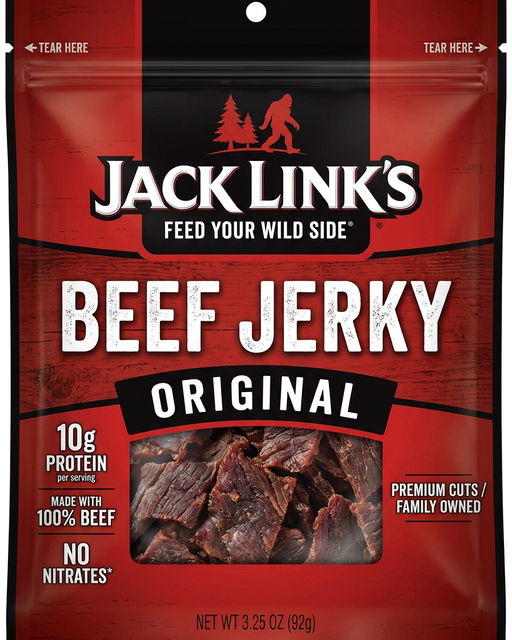 TEAR HERE
TEAR HERE
JACK LINK'S
FEED YOUR WILD SIDE®
®
BEEF JERKY
ORIGINAL
10g
PROTEIN
per serving
MADE WITH
100% BEEF
NO
NITRATES*
PREMIUM CUTS /
FAMILY OWNED
NET WT 3.25 OZ (92g)